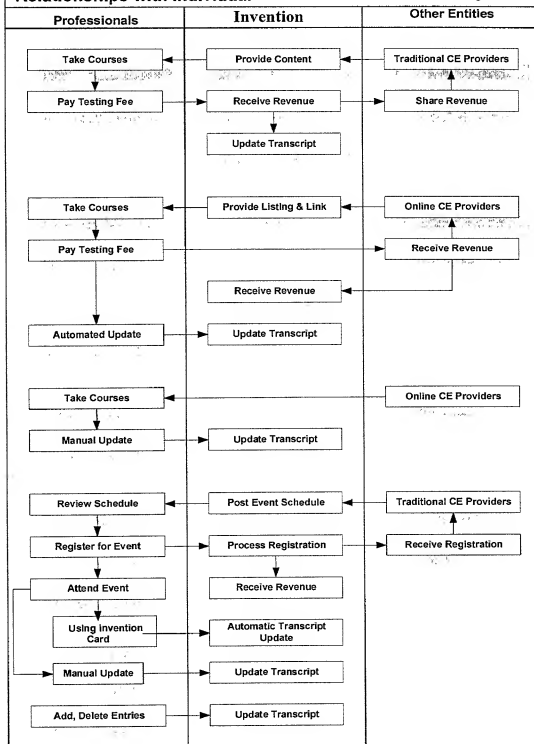 Professionals
Invention
Other Entities
Take Courses
Provide Content
Traditional CE Providers
Pay Testing Fee
Receive Revenue
Share Revenue
Update Transcript
Take Courses
Provide Listing & Link
Online CE Providers
Pay Testing Fee
Receive Revenue
Receive Revenue
Automated Update
Update Transcript
Take Courses
Online CE Providers
Manual Update
Update Transcript
Review Schedule
Post Event Schedule
Traditional CE Providers
Register for Event
Process Registration
Receive Registration
Attend Event
Receive Revenue
Using Invention
Card
Automatic Transcript
Update
Manual Update
Update Transcript
Add, Delete Entries
Update Transcript